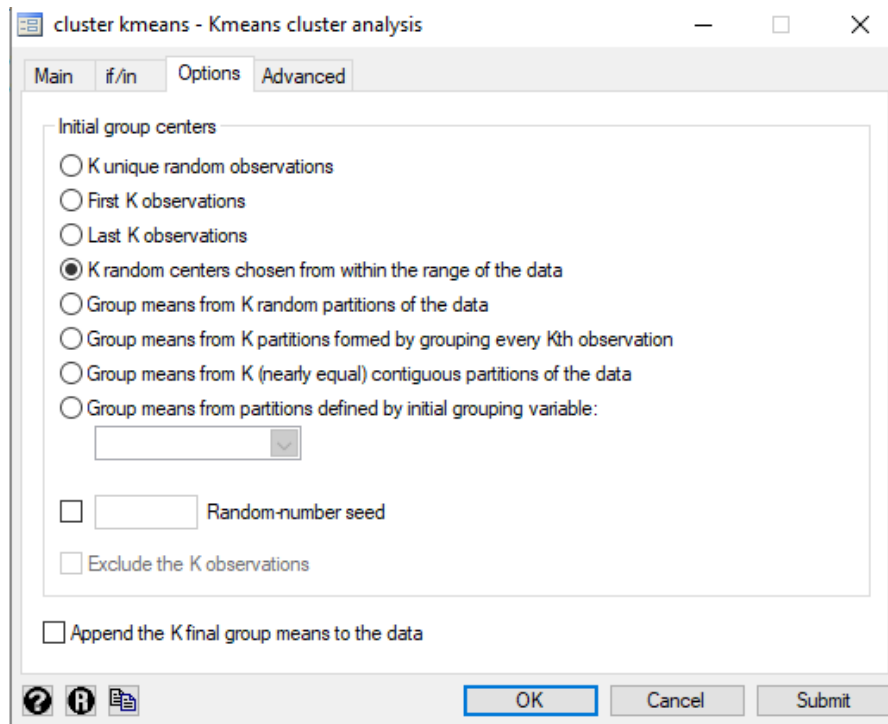 cluster kmeans - Kmeans cluster analysis
Main if/in Options Advanced
Initial group centers
K unique random observations
First K observations
Last K observations
K random centers chosen from within the range of the data
Group means from K random partitions of the data
Group means from K partitions formed by grouping every Kth observation
Group means from K (nearly equal) contiguous partitions of the data
Group means from partitions defined by initial grouping variable:
Random-number seed
Exclude the K observations
Append the K final group means to the data
? R OK Cancel Submit